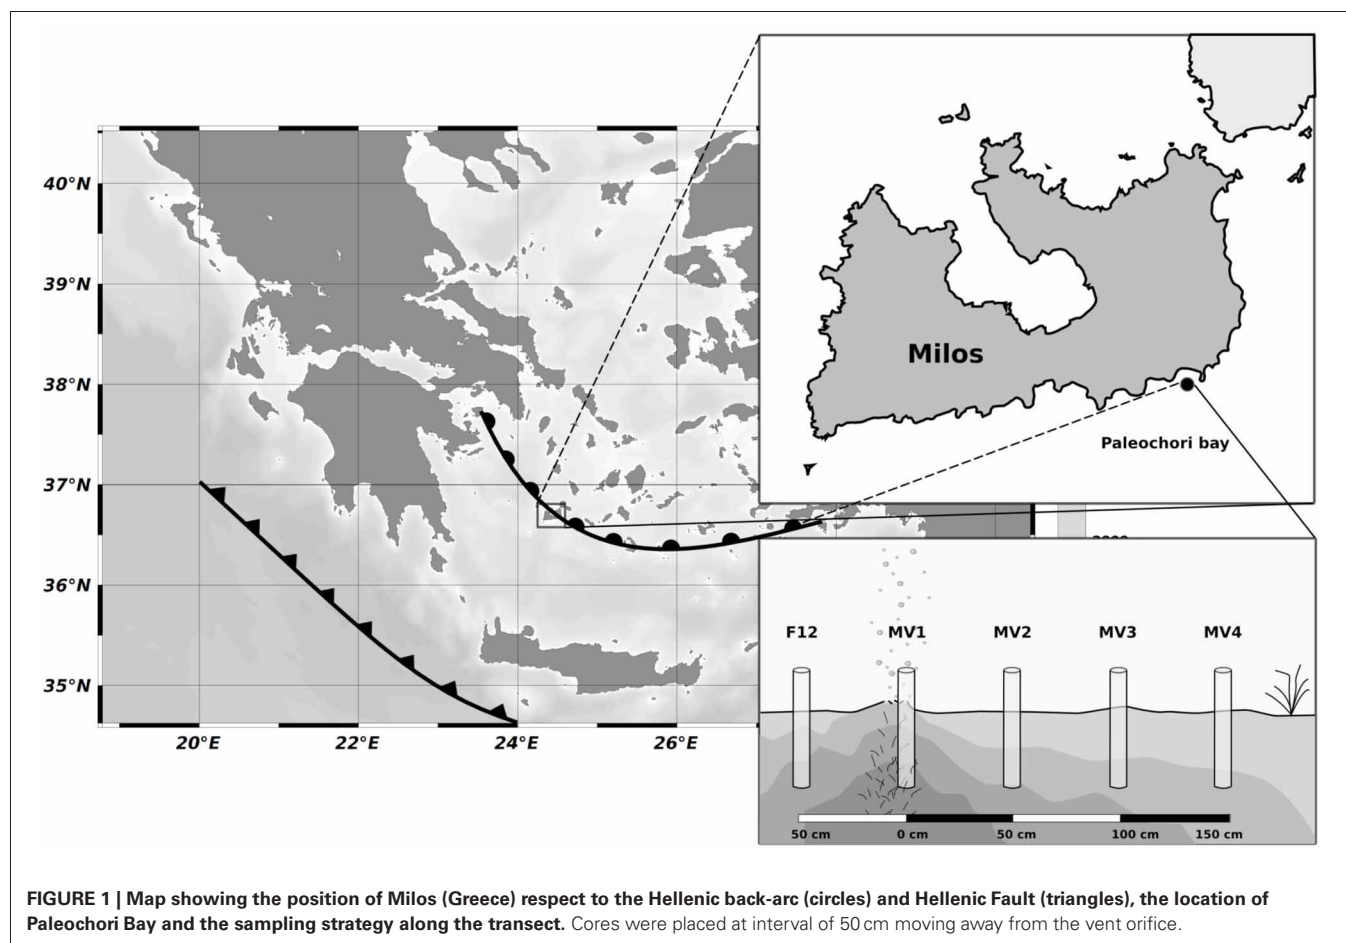 40°N
39°N
38°N
37°N
36°N
35°N
20°E
22°E
24°E
26°E
Milos
Paleochori bay
F12
MV1
MV2
MV3
MV4
50 cm
0 cm
50 cm
100 cm
150 cm
FIGURE 1 | Map showing the position of Milos (Greece) respect to the Hellenic back-arc (circles) and Hellenic Fault (triangles), the location of
Paleochori Bay and the sampling strategy along the transect. Cores were placed at interval of 50 cm moving away from the vent orifice.